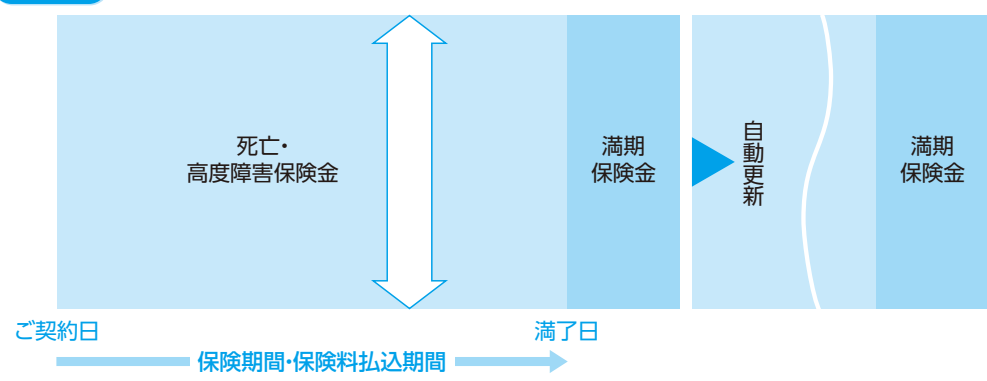 死亡・
高度障害保険金
満期
保険金
自動更新
満期
保険金
ご契約日
満了日
保険期間・保険料払込期間